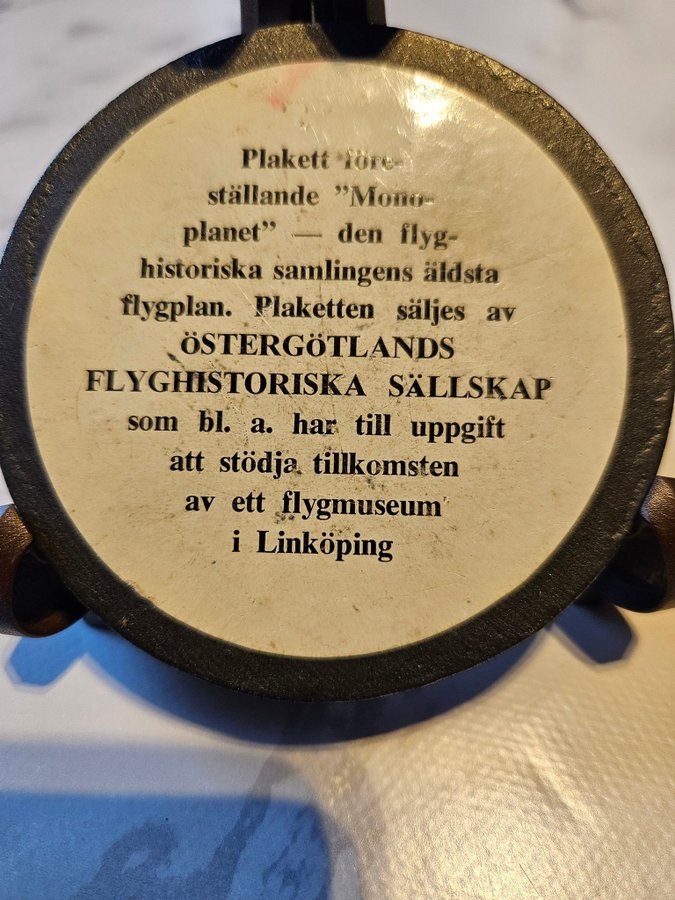 Plakett före-
ställande ”Mono-
planet” — den flyg-
historiska samlingens äldsta
flygplan. Plaketten säljes av
ÖSTERGÖTLANDS
FLYGHISTORISKA SÄLLSKAP
som bl. a. har till uppgift
att stödja tillkomsten
av ett flygmuseum
i Linköping